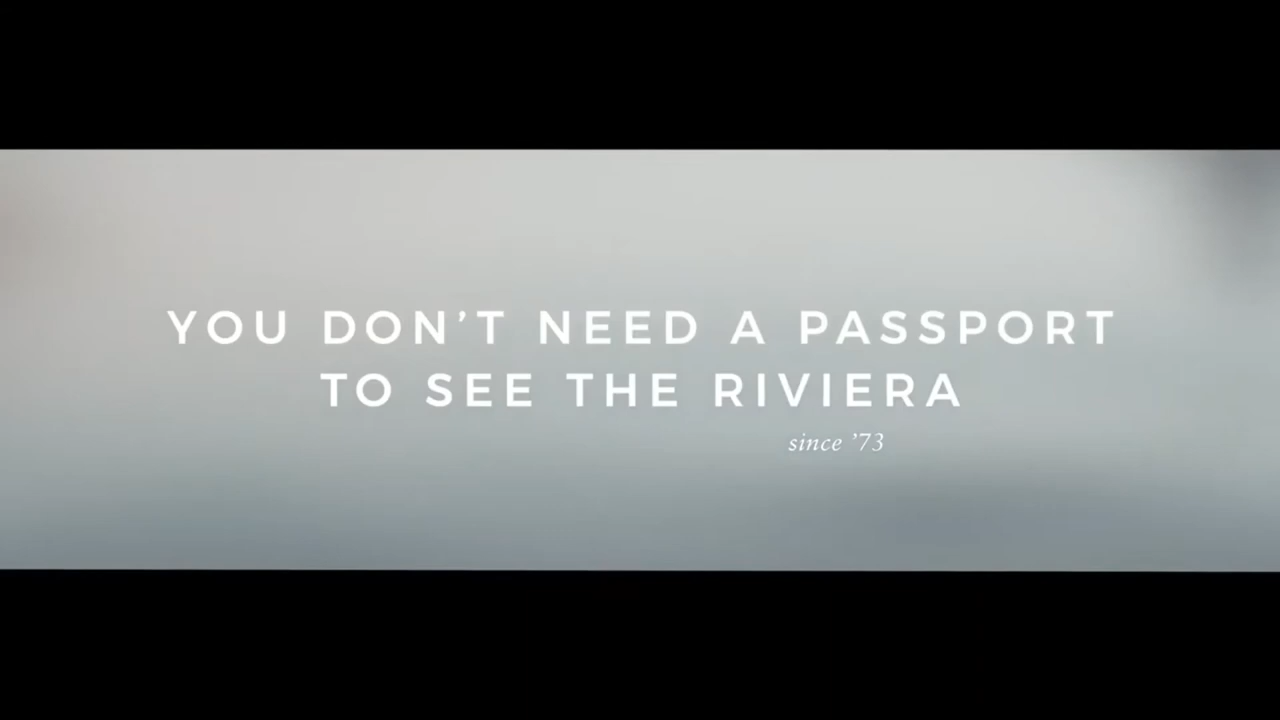 YOU DON’T NEED A PASSPORT
TO SEE THE RIVIERA
since ’73